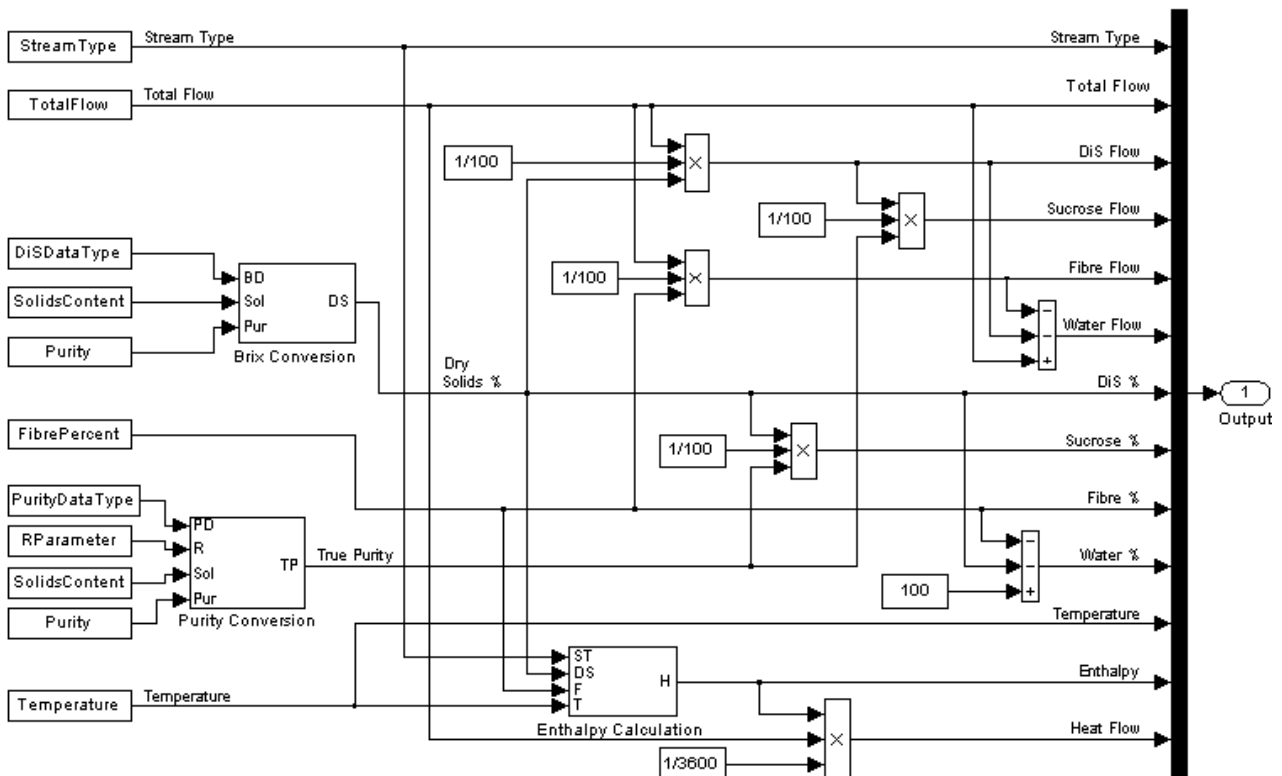 StreamType
Stream Type
Stream Type
TotalFlow
Total Flow
Total Flow
1/100
×
DiS Flow
1/100
×
Sucrose Flow
DiSDataType
SolidsContent
Purity
BD
Sol
Pur
DS
Brix Conversion
1/100
×
Fibre Flow
−
−
+
Water Flow
Dry
Solids %
DiS %
1
Output
FibrePercent
1/100
×
Sucrose %
PurityDataType
RParameter
SolidsContent
Purity
PD
R
Sol
Pur
TP
Purity Conversion
True Purity
Fibre %
100
−
−
+
Water %
Temperature
Temperature
Temperature
ST
DS
F
T
H
Enthalpy Calculation
Enthalpy
1/3600
×
Heat Flow